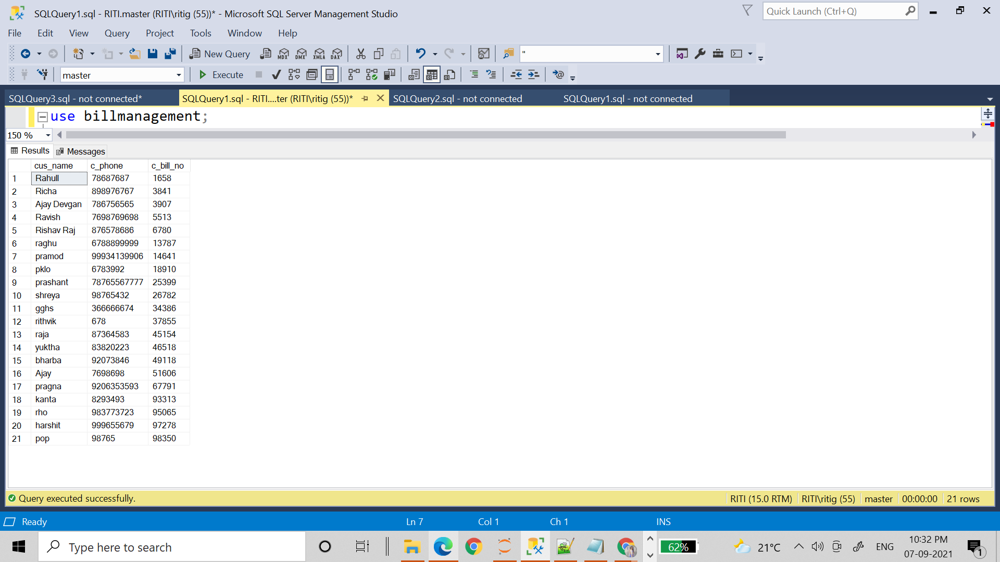 SQLQuery1.sql - RITI.master (RITI\ritig (55))* - Microsoft SQL Server Management Studio
Quick Launch (Ctrl+Q)
File Edit View Query Project Tools Window Help
New Query MDX DMX XMLA DAX "
master Execute
SQLQuery3.sql - not connected* SQLQuery1.sql - RITI....ter (RITI\ritig (55))* SQLQuery2.sql - not connected SQLQuery1.sql - not connected
use billmanagement;
150 %
Results Messages
cus_name c_phone c_bill_no
1 Rahull 78687687 1658
2 Richa 898976767 3841
3 Ajay Devgan 786756565 3907
4 Ravish 7698769698 5513
5 Rishav Raj 876578686 6780
6 raghu 6788899999 13787
7 pramod 99934139906 14641
8 pklo 6783992 18910
9 prashant 78765567777 25399
10 shreya 98765432 26782
11 gghs 366666674 34386
12 rithvik 678 37855
13 raja 87364583 45154
14 yuktha 83820223 46518
15 bharba 92073846 49118
16 Ajay 7698698 51606
17 pragna 9206353593 67791
18 kanta 8293493 93313
19 rho 983773723 95065
20 harshit 999655679 97278
21 pop 98765 98350
Query executed successfully. RITI (15.0 RTM) RITI\ritig (55) master 00:00:00 21 rows
Ready Ln 7 Col 1 Ch 1 INS
Type here to search 62% 21°C ENG 10:32 PM
07-09-2021 1